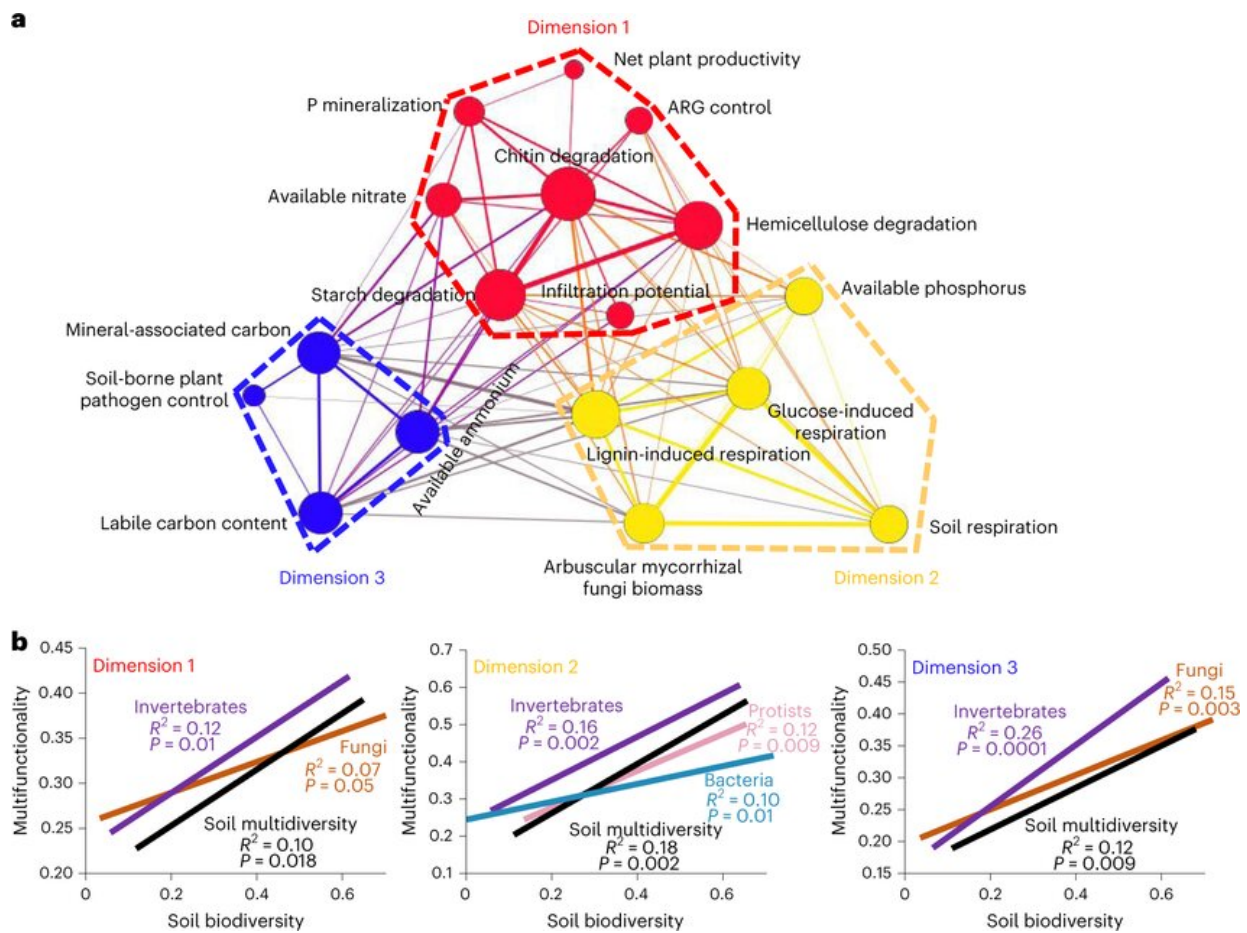 a
Dimension 1
Net plant productivity
P mineralization
ARG control
Chitin degradation
Available nitrate
Hemicellulose degradation
Starch degradation
Infiltration potential
Available phosphorus
Mineral-associated carbon
Soil-borne plant
pathogen control
Available ammonium
Glucose-induced
respiration
Lignin-induced respiration
Labile carbon content
Soil respiration
Arbuscular mycorrhizal
fungi biomass
Dimension 3
Dimension 2
b
Multifunctionality
0.45
0.40
0.35
0.30
0.25
0.20
Dimension 1
Invertebrates
R² = 0.12
P = 0.01
Fungi
R² = 0.07
P = 0.05
Soil multidiversity
R² = 0.10
P = 0.018
0
0.2
0.4
0.6
Soil biodiversity
Multifunctionality
0.7
0.6
0.5
0.4
0.3
0.2
0.1
Dimension 2
Invertebrates
R² = 0.16
P = 0.002
Protists
R² = 0.12
P = 0.009
Bacteria
R² = 0.10
P = 0.01
Soil multidiversity
R² = 0.18
P = 0.002
0
0.2
0.4
0.6
Soil biodiversity
Multifunctionality
0.50
0.45
0.40
0.35
0.30
0.25
0.20
0.15
Dimension 3
Fungi
R² = 0.15
P = 0.003
Invertebrates
R² = 0.26
P = 0.0001
Soil multidiversity
R² = 0.12
P = 0.009
0
0.2
0.4
0.6
Soil biodiversity